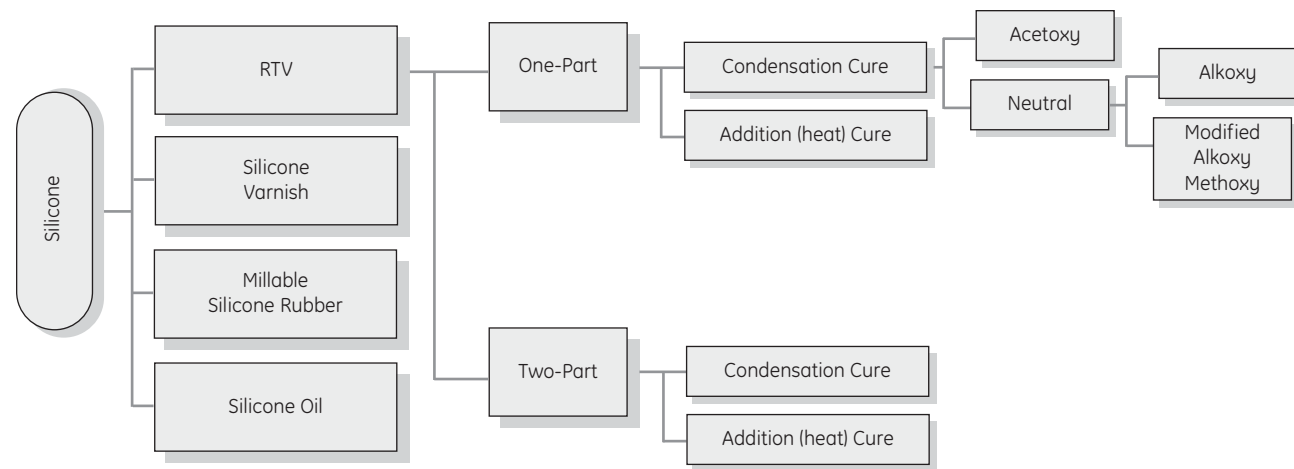 Silicone
RTV
Silicone
Varnish
Millable
Silicone Rubber
Silicone Oil
One-Part
Two-Part
Condensation Cure
Addition (heat) Cure
Condensation Cure
Addition (heat) Cure
Acetoxy
Neutral
Alkoxy
Modified
Alkoxy
Methoxy